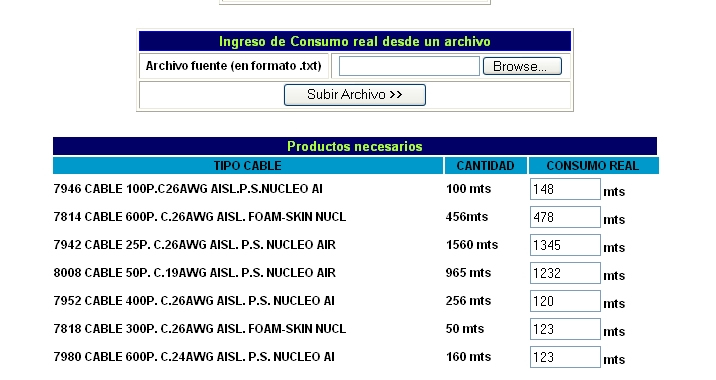 Ingreso de Consumo real desde un archivo
Archivo fuente (en formato .txt) Browse...
Subir Archivo >>
Productos necesarios
TIPO CABLE CANTIDAD CONSUMO REAL
7946 CABLE 100P.C26AWG AISL.P.S.NUCLEO AI 100 mts 148 mts
7814 CABLE 600P. C.26AWG AISL. FOAM-SKIN NUCL 456mts 478 mts
7942 CABLE 25P. C.26AWG AISL. P.S. NUCLEO AIR 1560 mts 1345 mts
8008 CABLE 50P. C.19AWG AISL. P.S. NUCLEO AIR 965 mts 1232 mts
7952 CABLE 400P. C.26AWG AISL. P.S. NUCLEO AI 256 mts 120 mts
7818 CABLE 300P. C.26AWG AISL. FOAM-SKIN NUCL 50 mts 123 mts
7980 CABLE 600P. C.24AWG AISL. P.S. NUCLEO AI 160 mts 123 mts